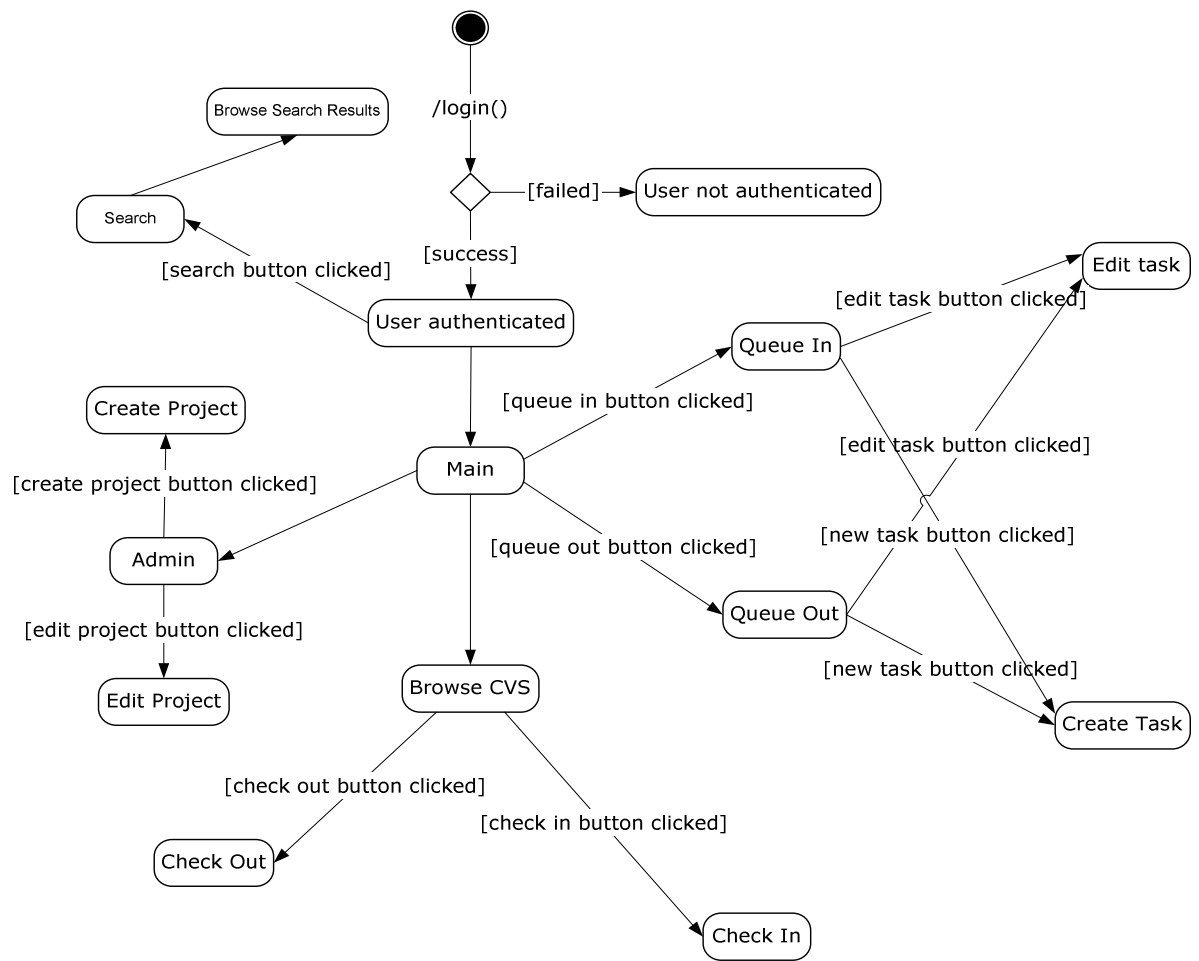 /login()
Browse Search Results
[failed]
User not authenticated
Search
[success]
[search button clicked]
Edit task
[edit task button clicked]
User authenticated
Queue In
[queue in button clicked]
Create Project
[edit task button clicked]
Main
[create project button clicked]
[new task button clicked]
[queue out button clicked]
Admin
Queue Out
[edit project button clicked]
[new task button clicked]
Browse CVS
Edit Project
Create Task
[check out button clicked]
[check in button clicked]
Check Out
Check In